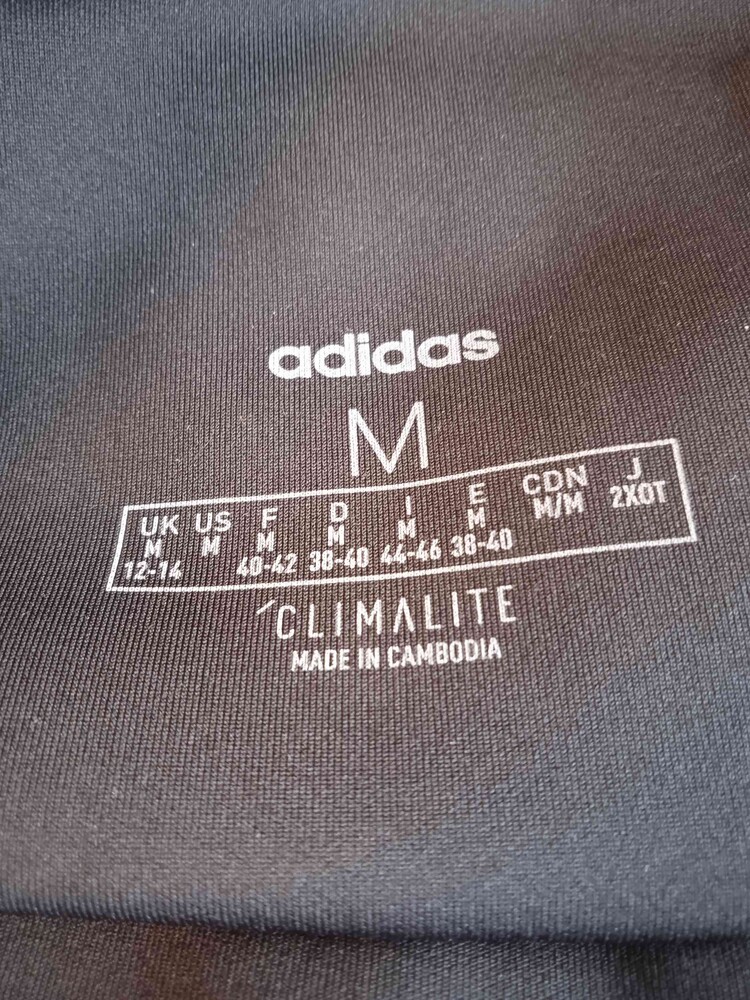 adidas
M
UK US F D I E CDN J
M M M M M M M/M 2XOT
12-14 40-42 38-40 44-46 38-40
CLIMALITE
MADE IN CAMBODIA